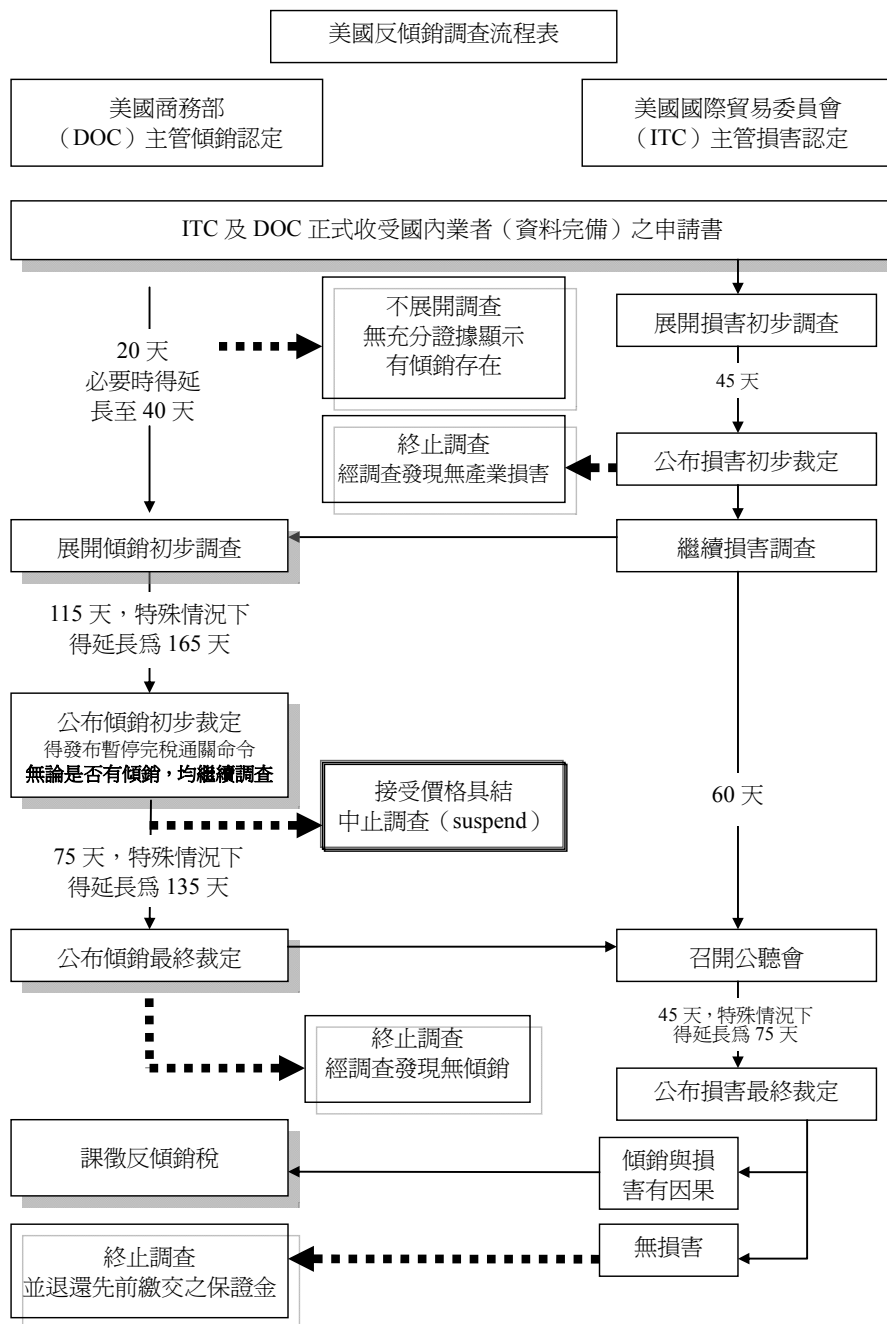 美國反傾銷調查流程表
美國商務部
（DOC）主管傾銷認定
美國國際貿易委員會
（ITC）主管損害認定
ITC 及 DOC 正式收受國內業者（資料完備）之申請書
不展開調查
無充分證據顯示
有傾銷存在
展開損害初步調查
20 天
必要時得延
長至 40 天
45 天
終止調查
經調查發現無產業損害
公布損害初步裁定
展開傾銷初步調查
繼續損害調查
115 天，特殊情況下
得延長爲 165 天
公布傾銷初步裁定
得發布暫停完稅通關命令
無論是否有傾銷，均繼續調查
接受價格具結
中止調查（suspend）
60 天
75 天，特殊情況下
得延長爲 135 天
公布傾銷最終裁定
召開公聽會
45 天，特殊情況下
得延長爲 75 天
終止調查
經調查發現無傾銷
公布損害最終裁定
課徵反傾銷稅
傾銷與損
害有因果
無損害
終止調查
並退還先前繳交之保證金